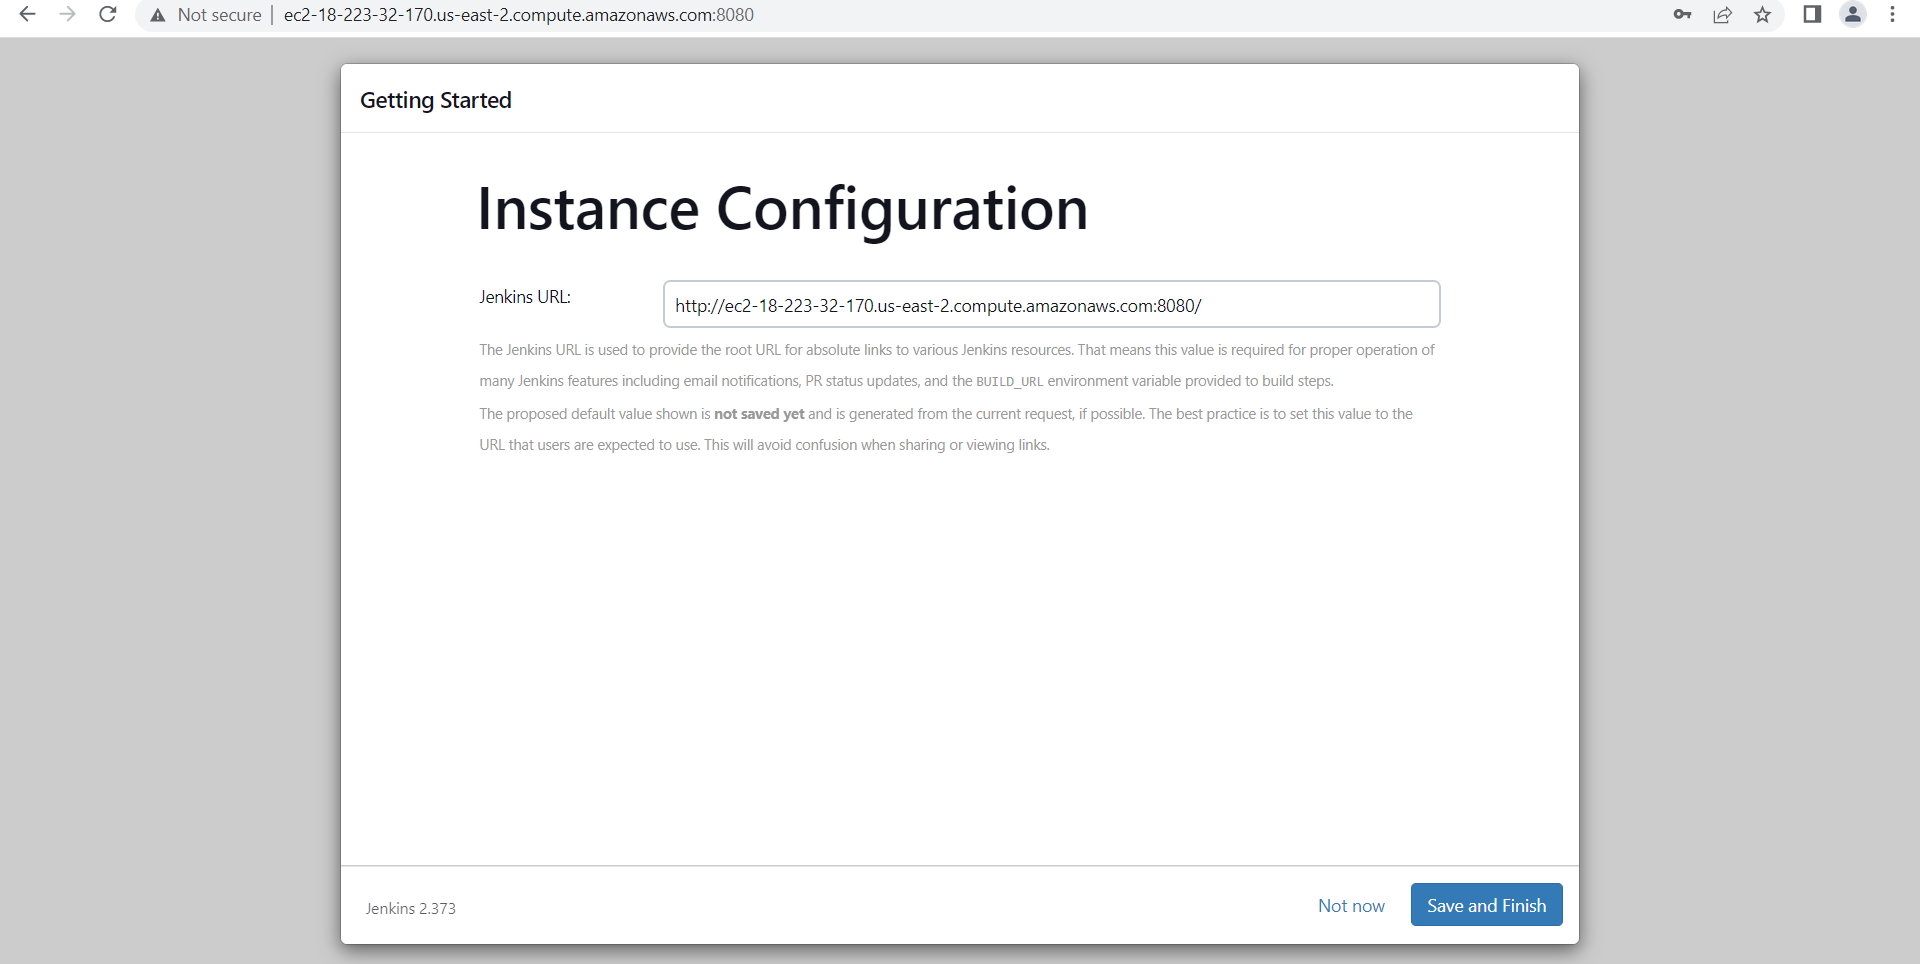 Not secure | ec2-18-223-32-170.us-east-2.compute.amazonaws.com:8080
Getting Started
Instance Configuration
Jenkins URL:
http://ec2-18-223-32-170.us-east-2.compute.amazonaws.com:8080/
The Jenkins URL is used to provide the root URL for absolute links to various Jenkins resources. That means this value is required for proper operation of
many Jenkins features including email notifications, PR status updates, and the BUILD_URL environment variable provided to build steps.
The proposed default value shown is not saved yet and is generated from the current request, if possible. The best practice is to set this value to the
URL that users are expected to use. This will avoid confusion when sharing or viewing links.
Jenkins 2.373
Not now
Save and Finish